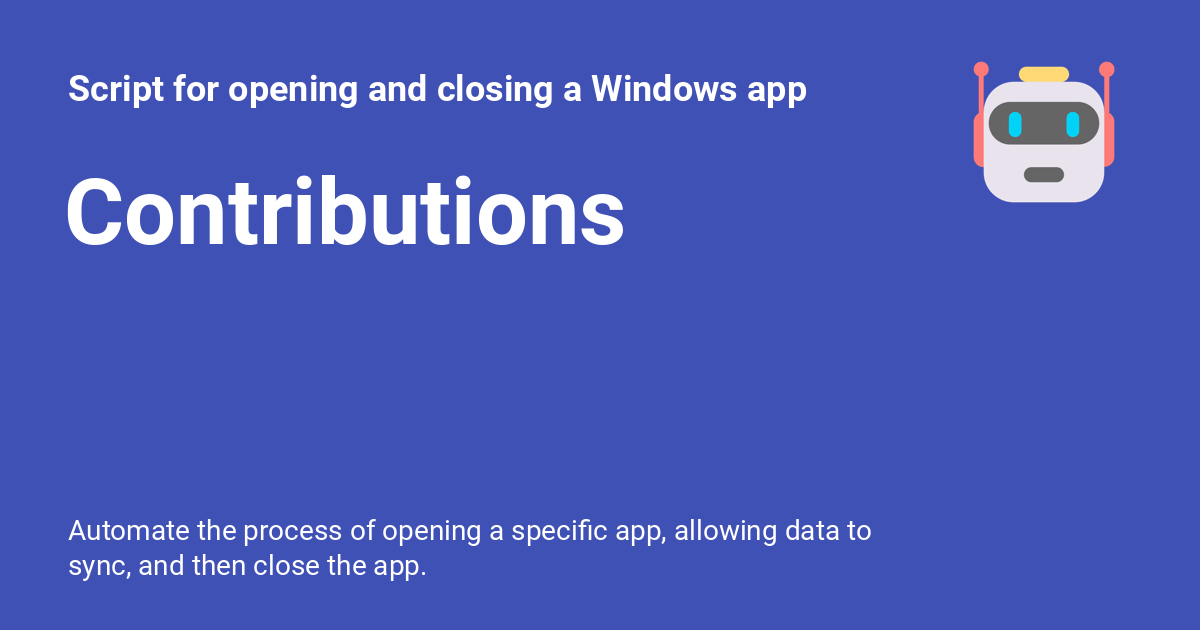 Script for opening and closing a Windows app
Contributions
Automate the process of opening a specific app, allowing data to
sync, and then close the app.